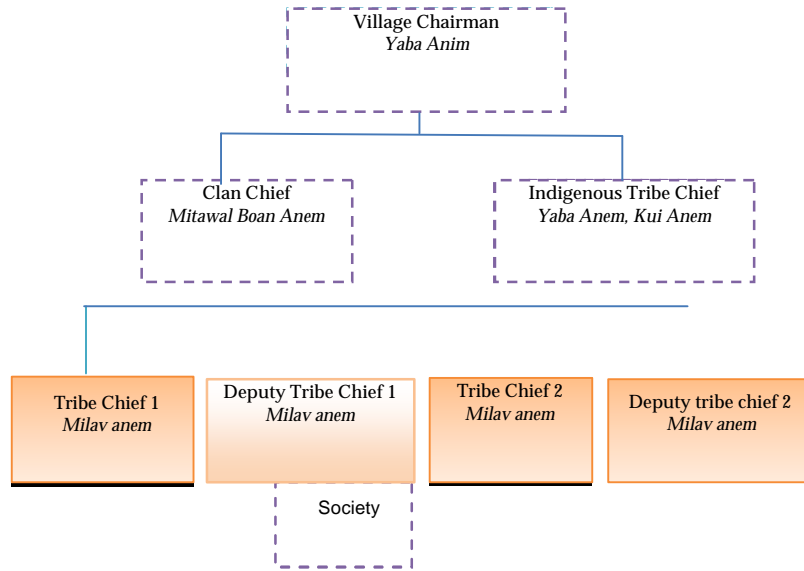 Village Chairman
Yaba Anim
Clan Chief
Mitawal Boan Anem
Indigenous Tribe Chief
Yaba Anem, Kui Anem
Tribe Chief 1
Milav anem
Deputy Tribe Chief 1
Milav anem
Tribe Chief 2
Milav anem
Deputy tribe chief 2
Milav anem
Society